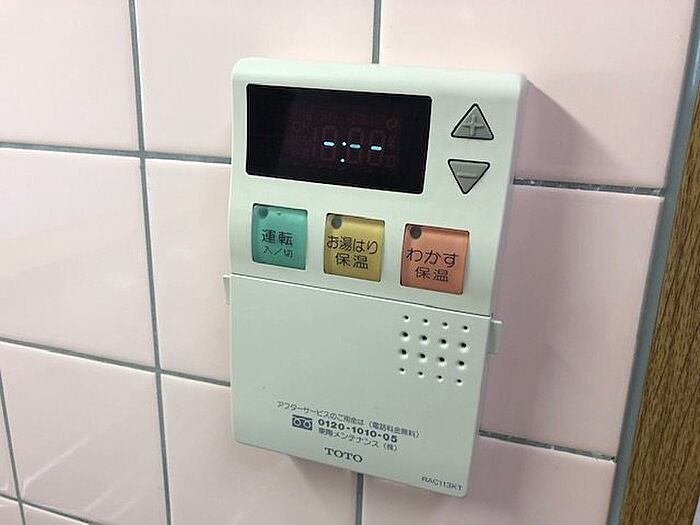 -:--
+
-
運転
入/切
お湯はり
保温
わかす
保温
アフターサービスのご用命は(電話料金無料)
0120-1010-05
東陶メンテナンス(株)
TOTO
RAC113KT